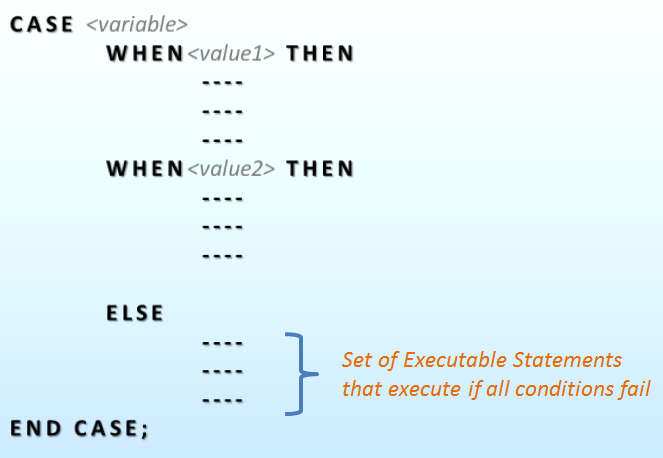 CASE <variable>
WHEN <value1> THEN
----
----
----
WHEN <value2> THEN
----
----
----
ELSE
----
----
----
Set of Executable Statements
that execute if all conditions fail
END CASE;